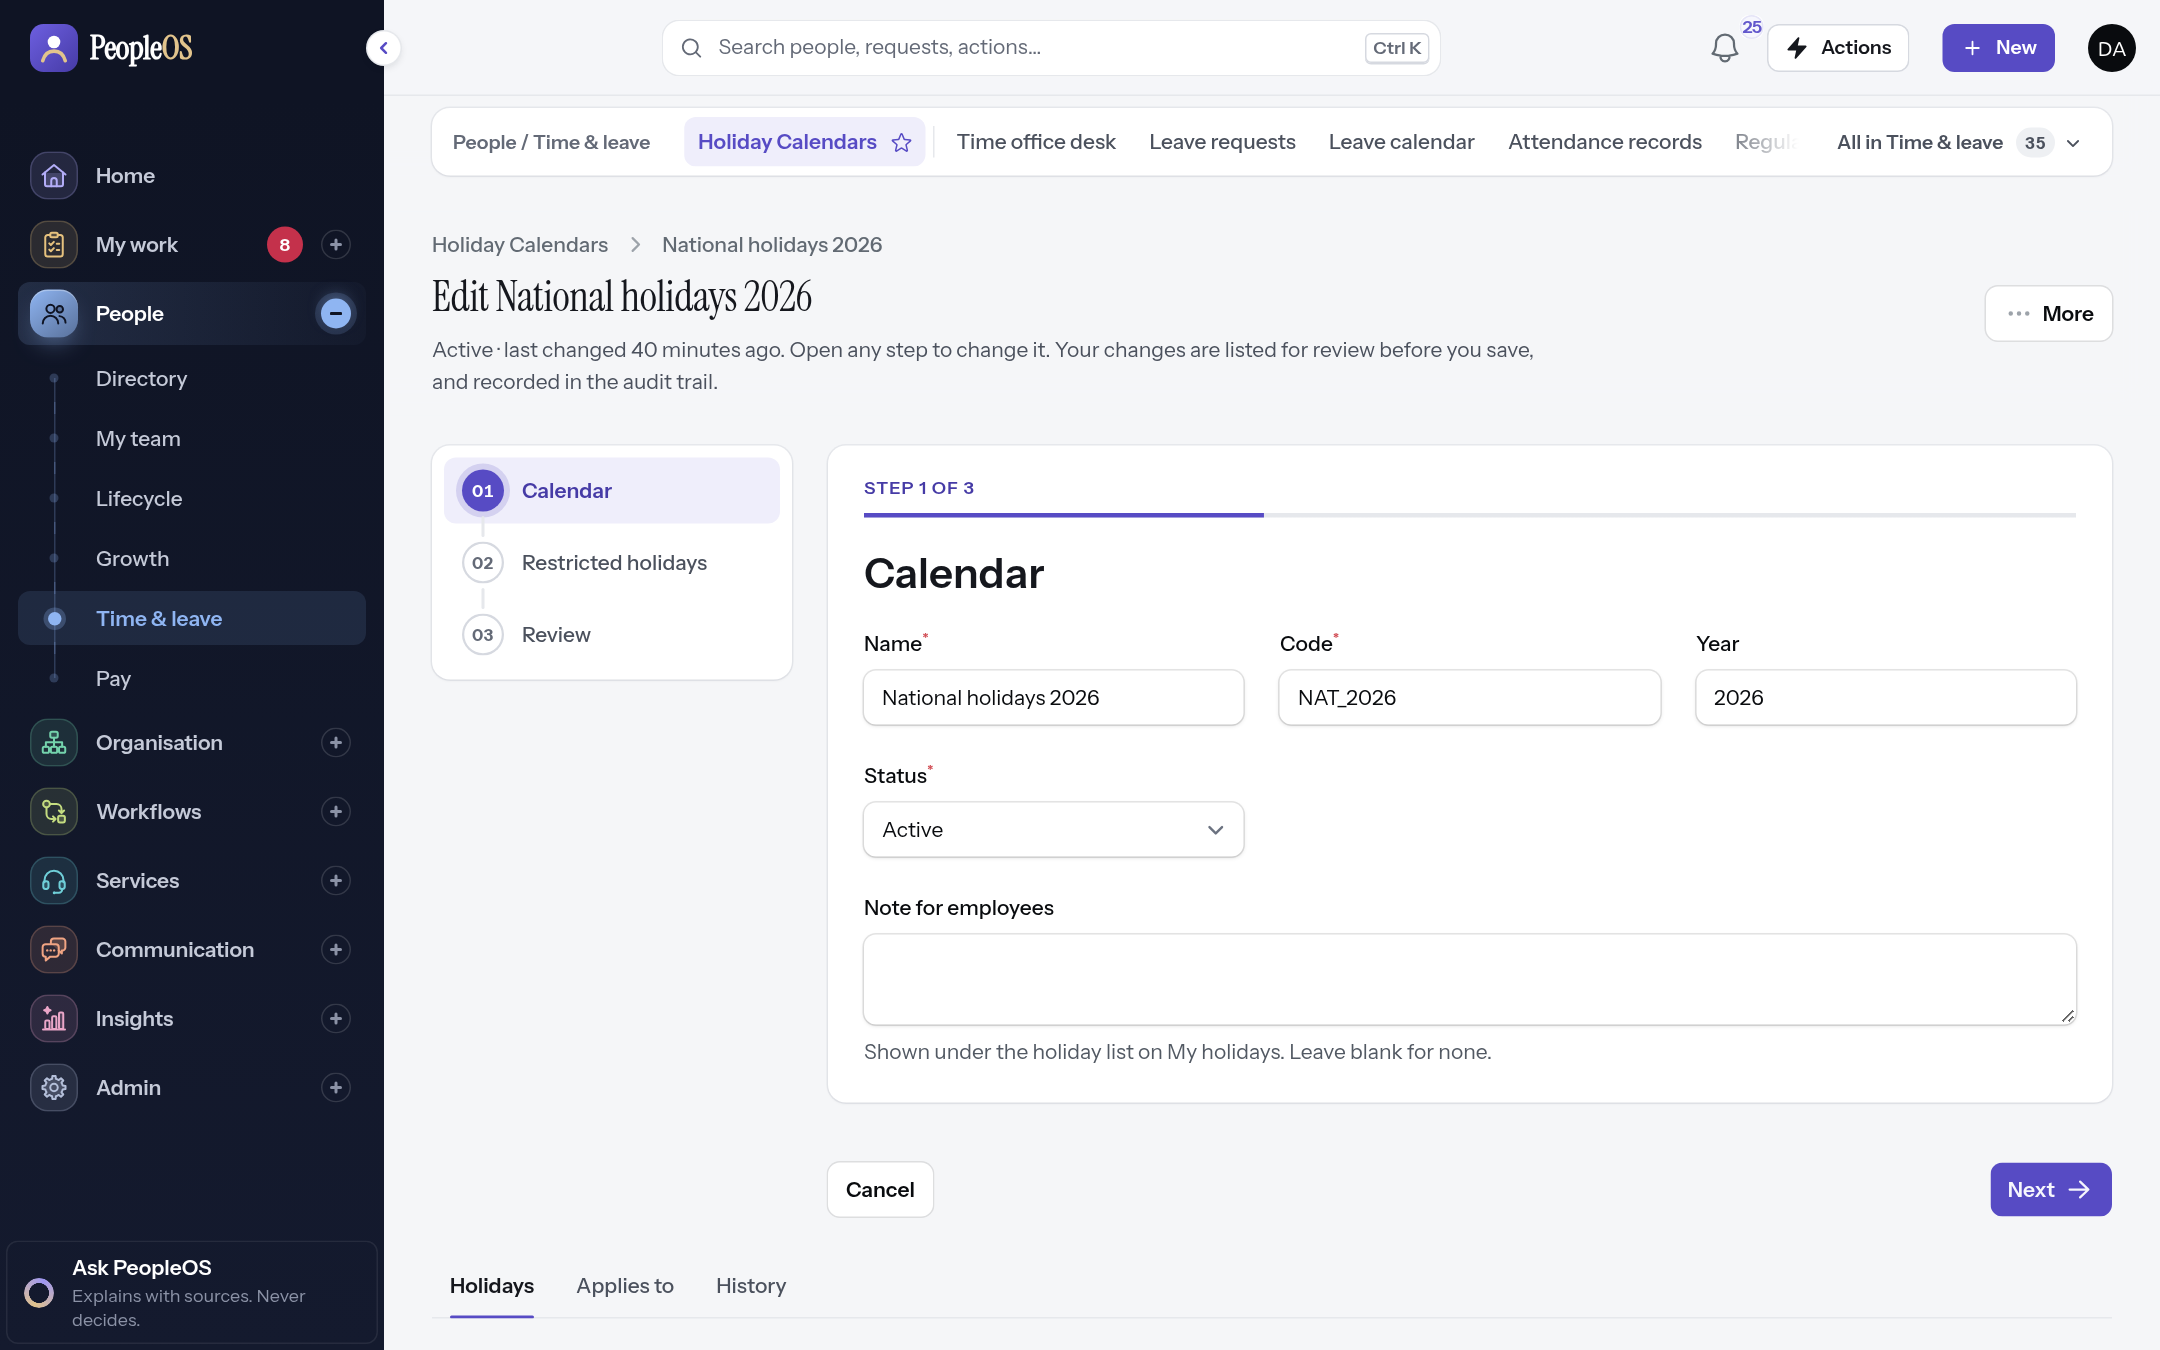 PeopleOS
Search people, requests, actions...
Ctrl K
25
Actions
New
DA
Home
My work
8
People
Directory
My team
Lifecycle
Growth
Time & leave
Pay
Organisation
Workflows
Services
Communication
Insights
Admin
Ask PeopleOS
Explains with sources. Never
decides.
People / Time & leave
Holiday Calendars
Time office desk
Leave requests
Leave calendar
Attendance records
Regula
All in Time & leave
35
Holiday Calendars
National holidays 2026
Edit National holidays 2026
More
Active · last changed 40 minutes ago. Open any step to change it. Your changes are listed for review before you save,
and recorded in the audit trail.
01
Calendar
02
Restricted holidays
03
Review
STEP 1 OF 3
Calendar
Name*
Code*
Year
National holidays 2026
NAT_2026
2026
Status*
Active
Note for employees
Shown under the holiday list on My holidays. Leave blank for none.
Cancel
Next
Holidays
Applies to
History